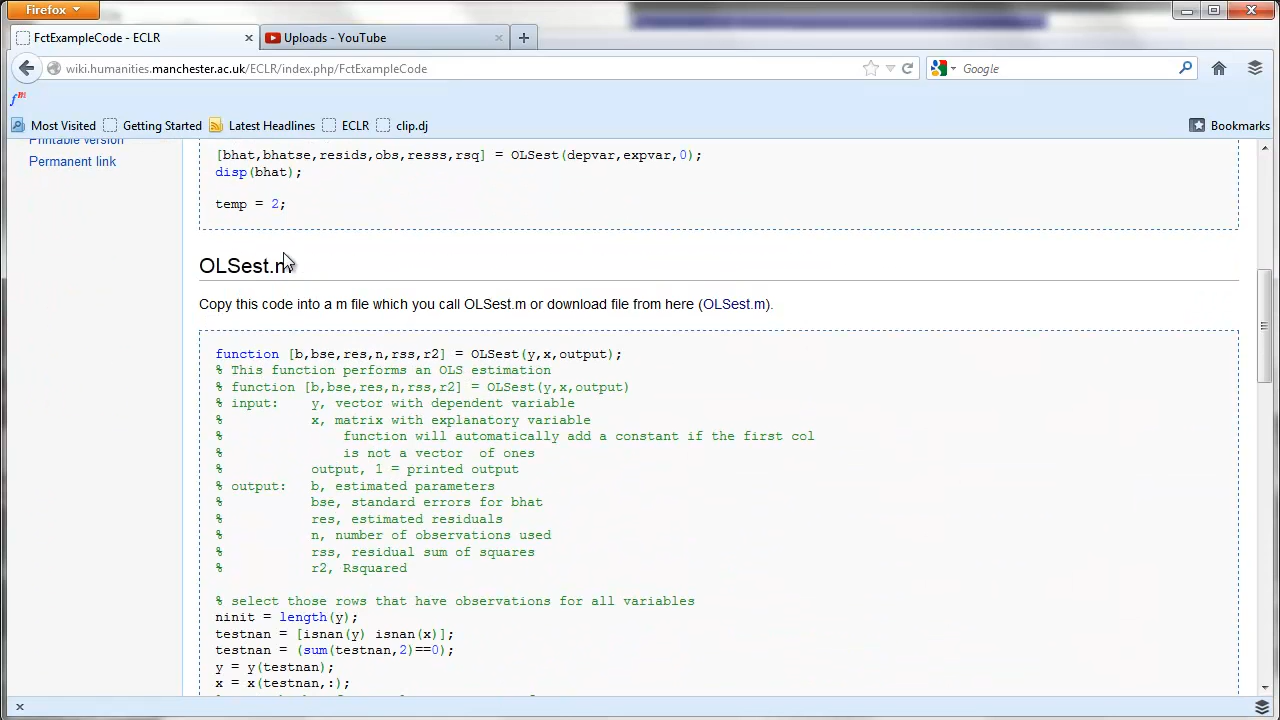 Firefox
FctExampleCode - ECLR
Uploads - YouTube
wiki.humanities.manchester.ac.uk/ECLR/index.php/FctExampleCode
Google
Most Visited
Getting Started
Latest Headlines
ECLR
clip.dj
Bookmarks
Printable version
Permanent link
[bhat,bhatse,resids,obs,resss,rsq] = OLSest(depvar,expvar,0);
disp(bhat);
temp = 2;
OLSest.m
Copy this code into a m file which you call OLSest.m or download file from here (OLSest.m).
function [b,bse,res,n,rss,r2] = OLSest(y,x,output);
% This function performs an OLS estimation
% function [b,bse,res,n,rss,r2] = OLSest(y,x,output)
% input: y, vector with dependent variable
% x, matrix with explanatory variable
% function will automatically add a constant if the first col
% is not a vector of ones
% output, 1 = printed output
% output: b, estimated parameters
% bse, standard errors for bhat
% res, estimated residuals
% n, number of observations used
% rss, residual sum of squares
% r2, Rsquared
% select those rows that have observations for all variables
ninit = length(y);
testnan = [isnan(y) isnan(x)];
testnan = (sum(testnan,2)==0);
y = y(testnan);
x = x(testnan,:);